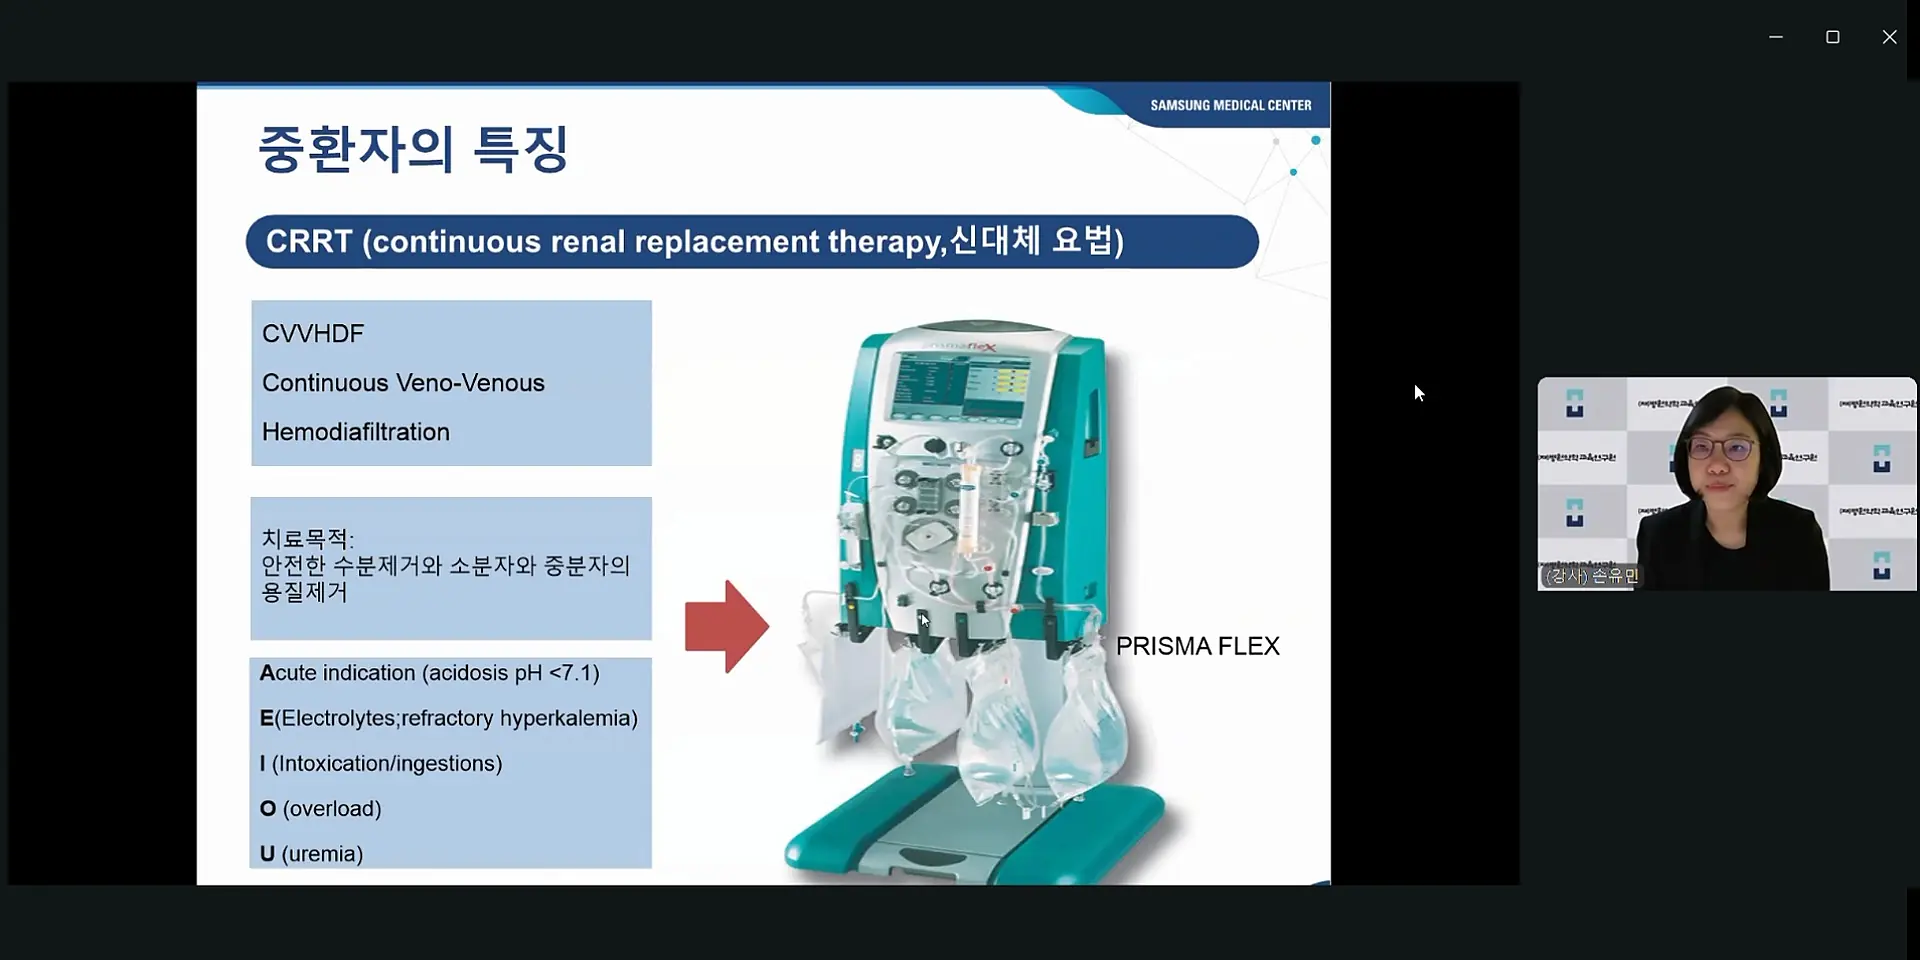 SAMSUNG MEDICAL CENTER
중환자의 특징
CRRT (continuous renal replacement therapy,신대체 요법)
CVVHDF
Continuous Veno-Venous
Hemodiafiltration
치료목적:
안전한 수분제거와 소분자와 중분자의
용질제거
Acute indication (acidosis pH <7.1)
E(Electrolytes;refractory hyperkalemia)
I (Intoxication/ingestions)
O (overload)
U (uremia)
prismafleX
PRISMA FLEX
(강사) 손유민